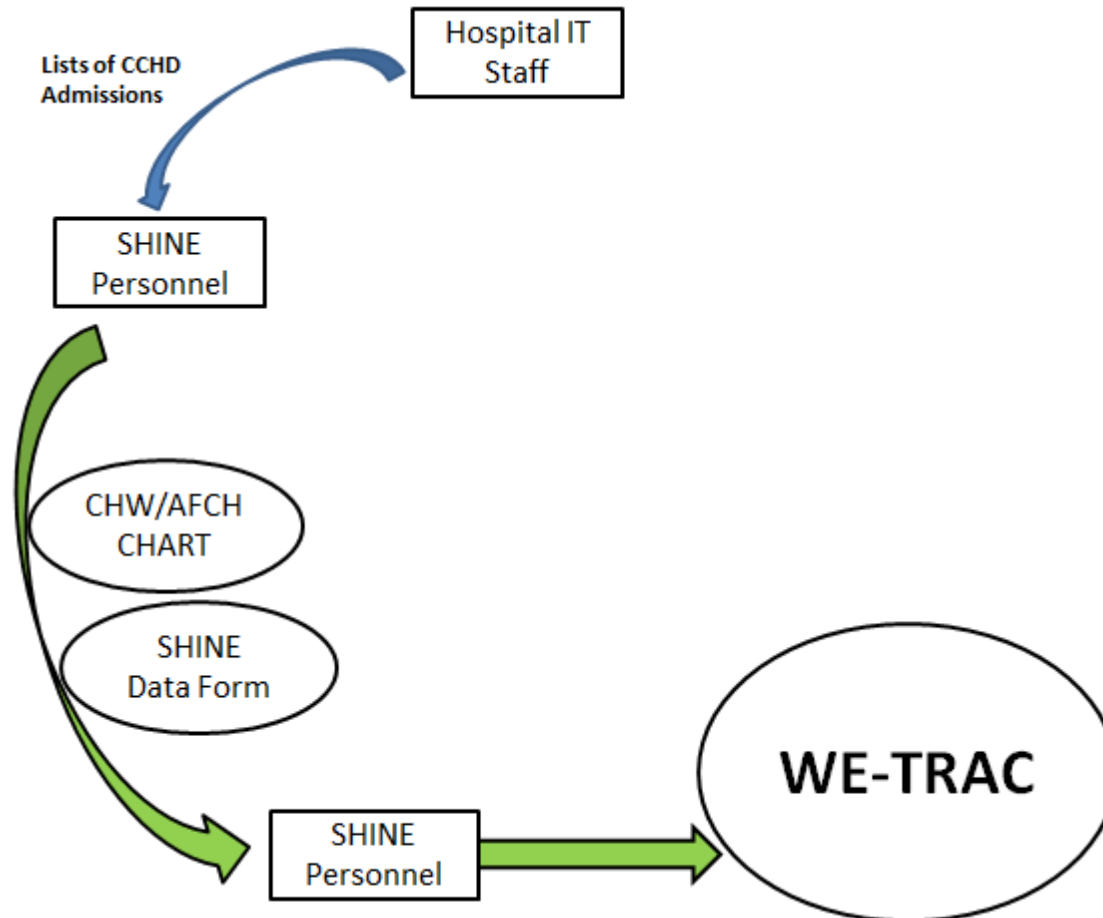 Hospital IT
Staff
Lists of CCHD
Admissions
SHINE
Personnel
CHW/AFCH
CHART
SHINE
Data Form
SHINE
Personnel
WE-TRAC